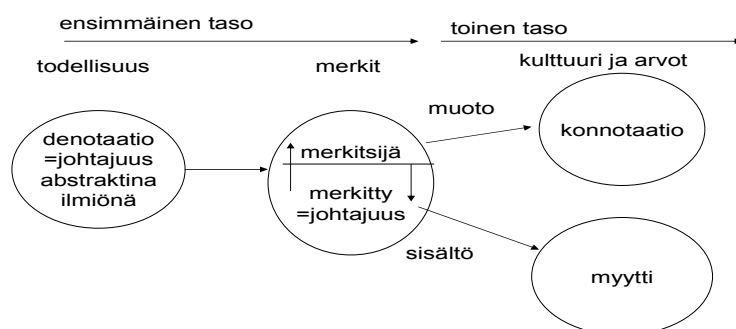 ensimmäinen taso
toinen taso
todellisuus
merkit
kulttuuri ja arvot
muoto
denotaatio
=johtajuus
abstraktina
ilmiönä
merkitsijä
merkitty
=johtajuus
konnotaatio
sisältö
myytti